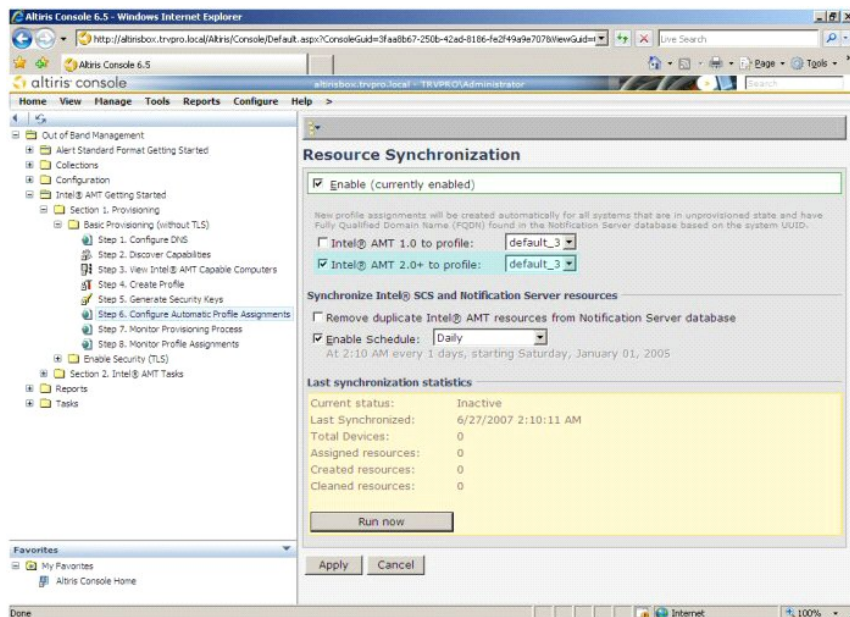 Altiris Console 6.5 - Windows Internet Explorer
http://altirisbox.trvpro.local/Altiris/Console/Default.aspx?ConsoleGuid=3faa8b67-250b-42ad-8186-fe2f49a9e707&ViewGuid=
Live Search
Altiris Console 6.5
Page
Tools
altiris console
altirisbox.trvpro.local - TRVPRO\Administrator
Search
Home View Manage Tools Reports Configure Help >
Out of Band Management
Alert Standard Format Getting Started
Collections
Configuration
Intel® AMT Getting Started
Section 1. Provisioning
Basic Provisioning (without TLS)
Step 1. Configure DNS
Step 2. Discover Capabilities
Step 3. View Intel® AMT Capable Computers
Step 4. Create Profile
Step 5. Generate Security Keys
Step 6. Configure Automatic Profile Assignments
Step 7. Monitor Provisioning Process
Step 8. Monitor Profile Assignments
Enable Security (TLS)
Section 2. Intel® AMT Tasks
Reports
Tasks
Favorites
My Favorites
Altiris Console Home
Resource Synchronization
Enable (currently enabled)
New profile assignments will be created automatically for all systems that are in unprovisioned state and have
Fully Qualified Domain Name (FQDN) found in the Notification Server database based on the system UUID.
Intel® AMT 1.0 to profile: default_3
Intel® AMT 2.0+ to profile: default_3
Synchronize Intel® SCS and Notification Server resources
Remove duplicate Intel® AMT resources from Notification Server database
Enable Schedule: Daily
At 2:10 AM every 1 days, starting Saturday, January 01, 2005
Last synchronization statistics
Current status: Inactive
Last Synchronized: 6/27/2007 2:10:11 AM
Total Devices: 0
Assigned resources: 0
Created resources: 0
Cleaned resources: 0
Run now
Apply Cancel
Done
Internet
100%